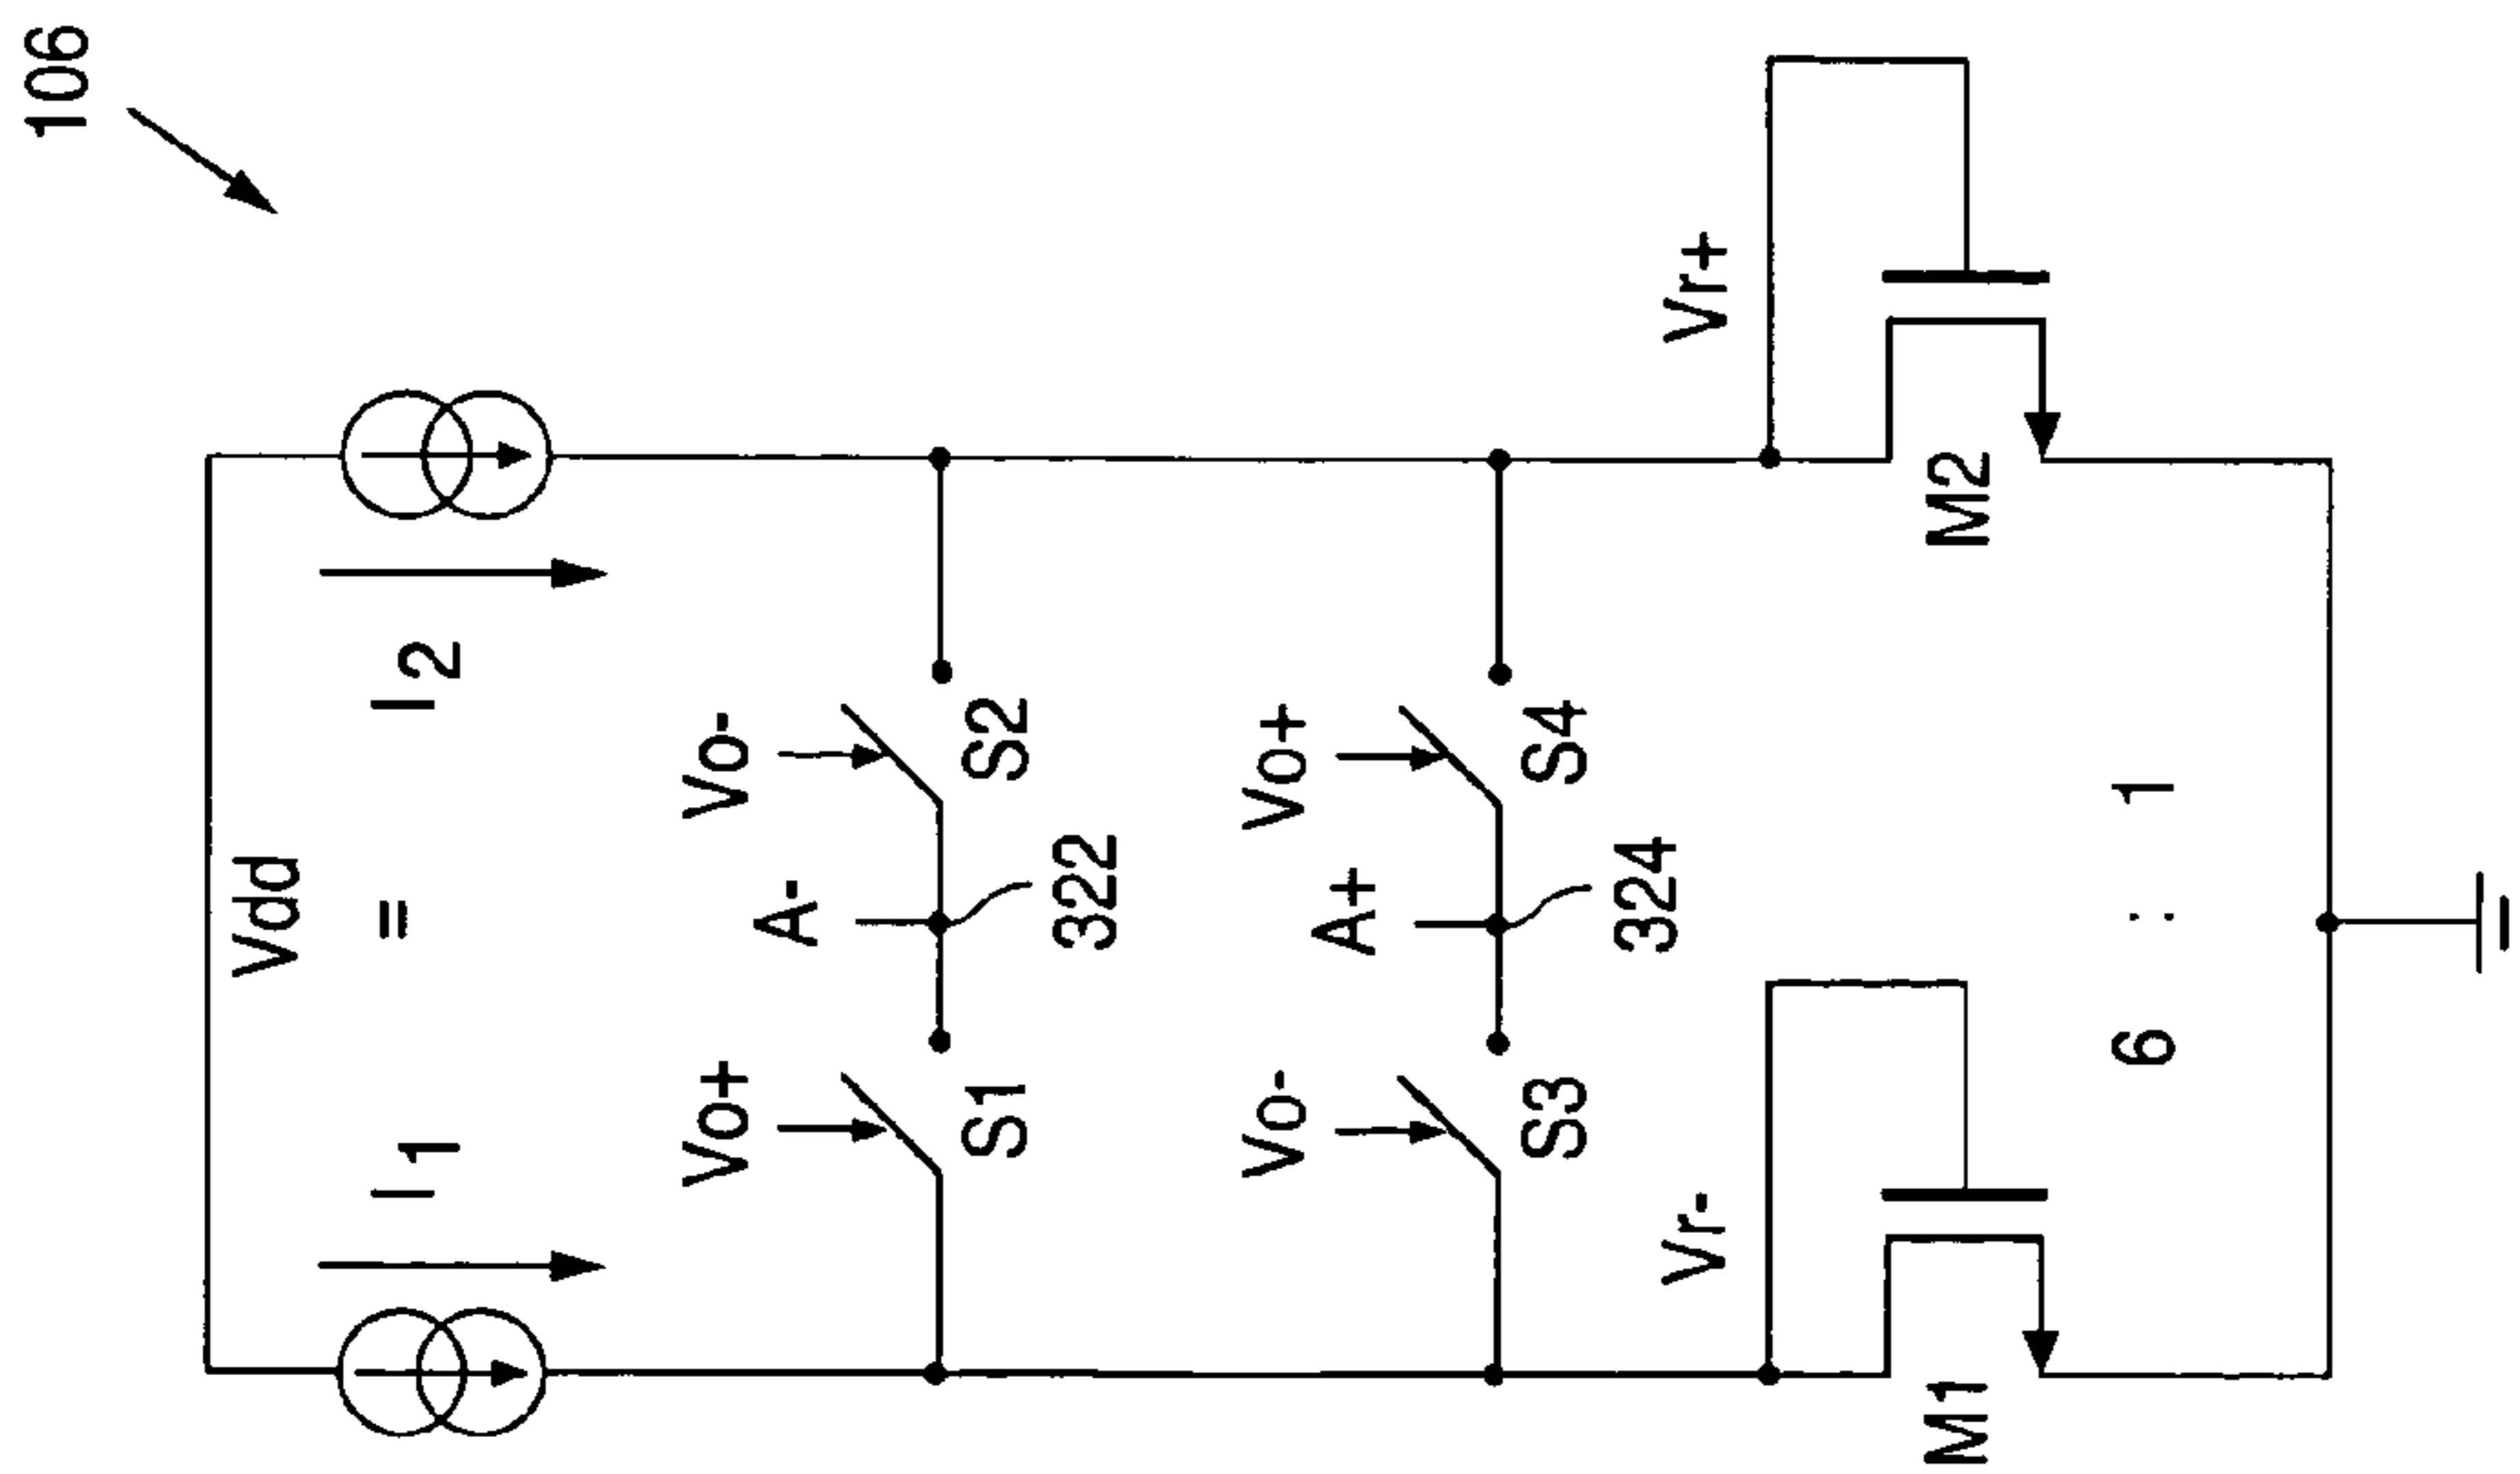 106
Vdd
I1 = I2
Vo+ Vo-
A-
S1 S2
322
Vo- Vo+
A+
S3 S4
324
Vr- Vr+
M1 M2
6 : 1